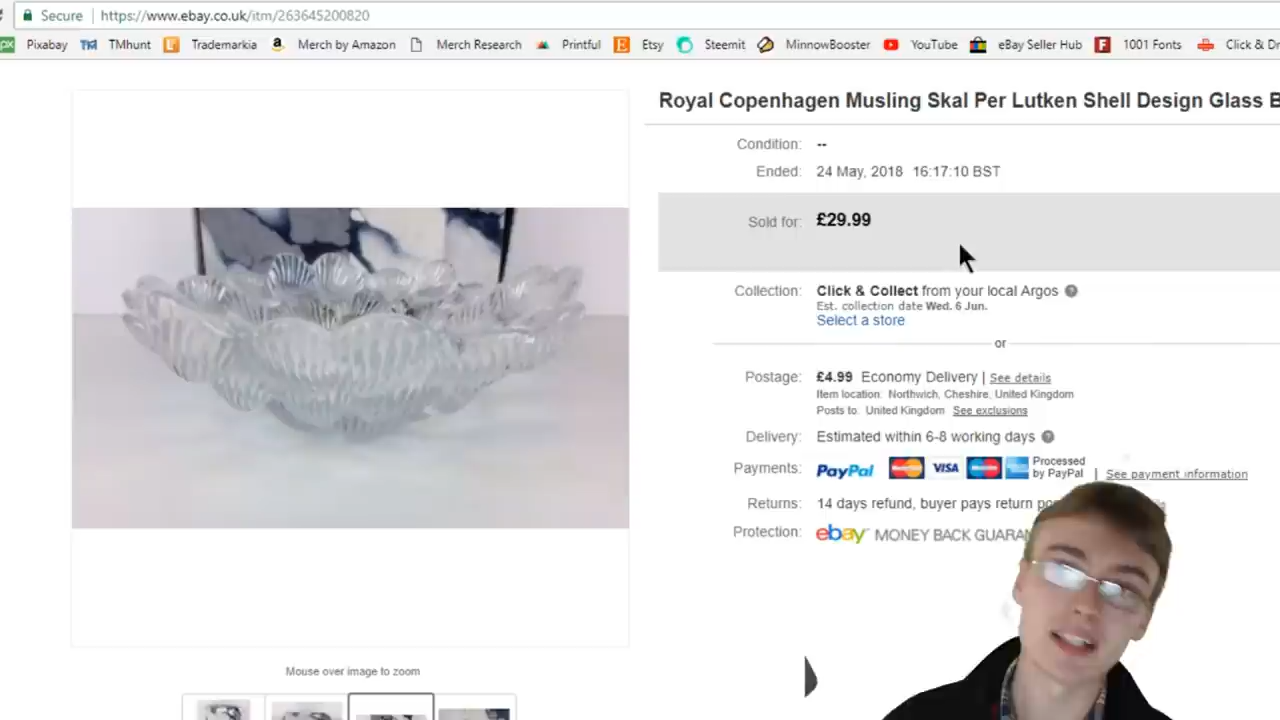 Secure | https://www.ebay.co.uk/itm/263645200820
px Pixabay TM TMhunt Trademarkia a Merch by Amazon Merch Research Printful E Etsy Steemit MinnowBooster YouTube eBay Seller Hub F 1001 Fonts Click &
Royal Copenhagen Musling Skal Per Lutken Shell Design Glass
Condition: --
Ended: 24 May, 2018 16:17:10 BST
Sold for: £29.99
Collection: Click & Collect from your local Argos ?
Est. collection date Wed. 6 Jun.
Select a store
or
Postage: £4.99 Economy Delivery | See details
Item location: Northwich, Cheshire, United Kingdom
Posts to: United Kingdom See exclusions
Delivery: Estimated within 6-8 working days ?
Payments: PayPal MasterCard VISA Maestro Processed
by PayPal | See payment information
Returns: 14 days refund, buyer pays return
Protection: ebay MONEY BACK
Mouse over image to zoom